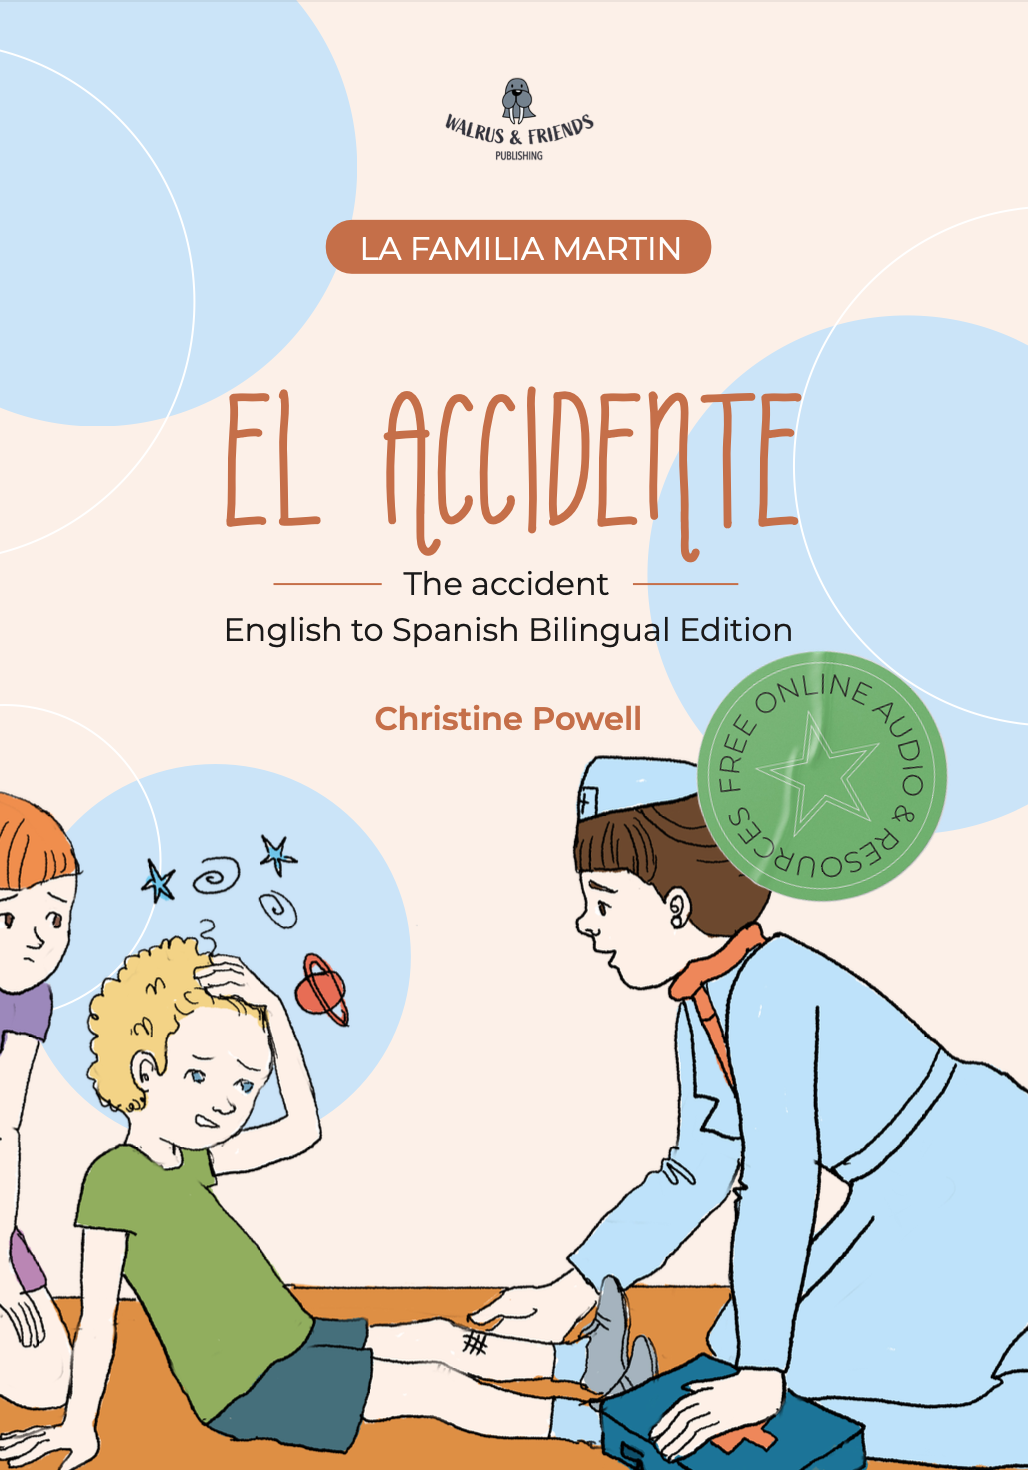 WALRUS & FRIENDS
PUBLISHING
LA FAMILIA MARTIN
EL ACCIDENTE
The accident
English to Spanish Bilingual Edition
Christine Powell
FREE ONLINE AUDIO & RESOURCES